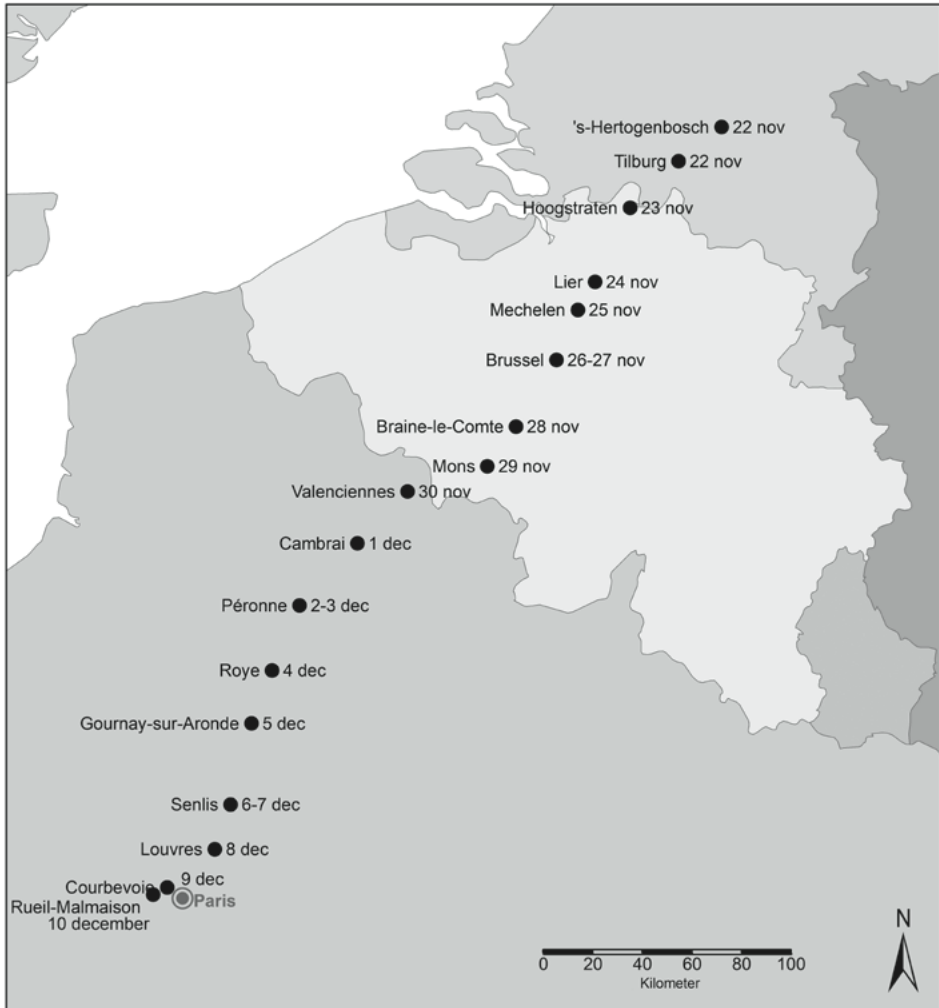 's-Hertogenbosch 22 nov
Tilburg 22 nov
Hoogstraten 23 nov
Lier 24 nov
Mechelen 25 nov
Brussel 26-27 nov
Braine-le-Comte 28 nov
Mons 29 nov
Valenciennes 30 nov
Cambrai 1 dec
Péronne 2-3 dec
Roye 4 dec
Gournay-sur-Aronde 5 dec
Senlis 6-7 dec
Louvres 8 dec
Courbevoie 9 dec
Paris
Rueil-Malmaison
10 december
N
0 20 40 60 80 100
Kilometer